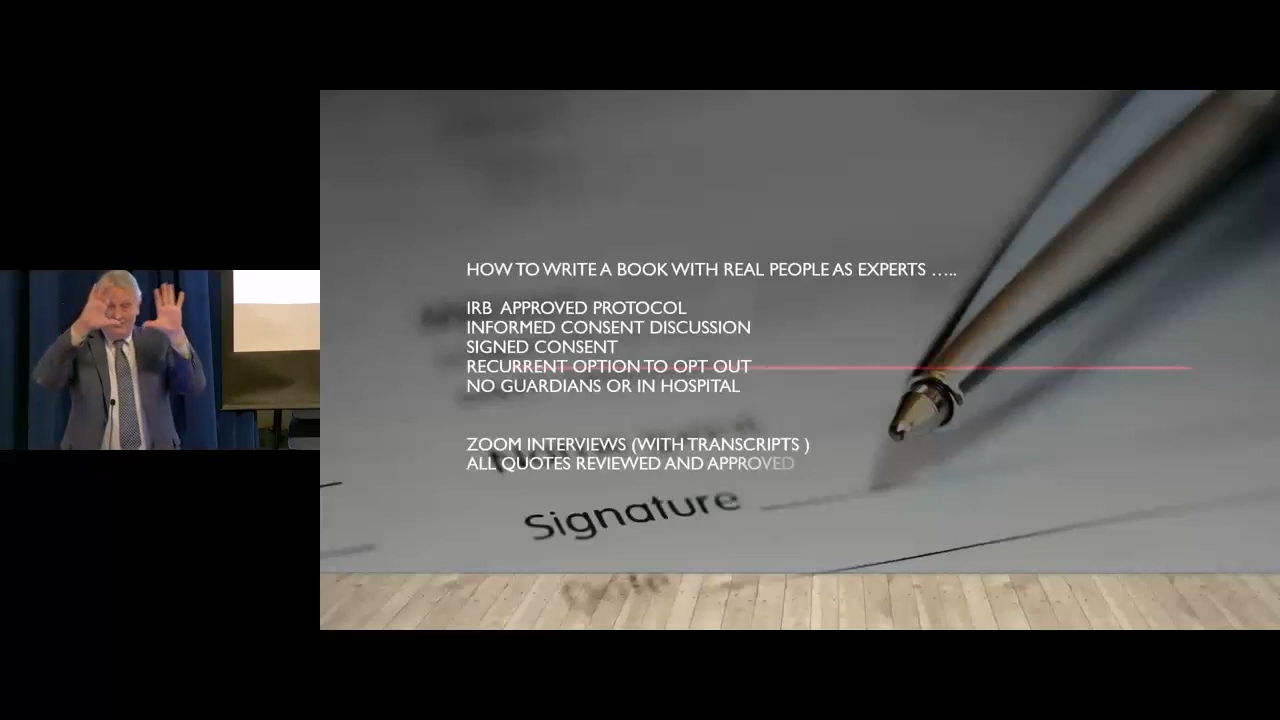 HOW TO WRITE A BOOK WITH REAL PEOPLE AS EXPERTS …..
IRB APPROVED PROTOCOL
INFORMED CONSENT DISCUSSION
SIGNED CONSENT
RECURRENT OPTION TO OPT OUT
NO GUARDIANS OR IN HOSPITAL
ZOOM INTERVIEWS (WITH TRANSCRIPTS )
ALL QUOTES REVIEWED AND APPROVED
Signature